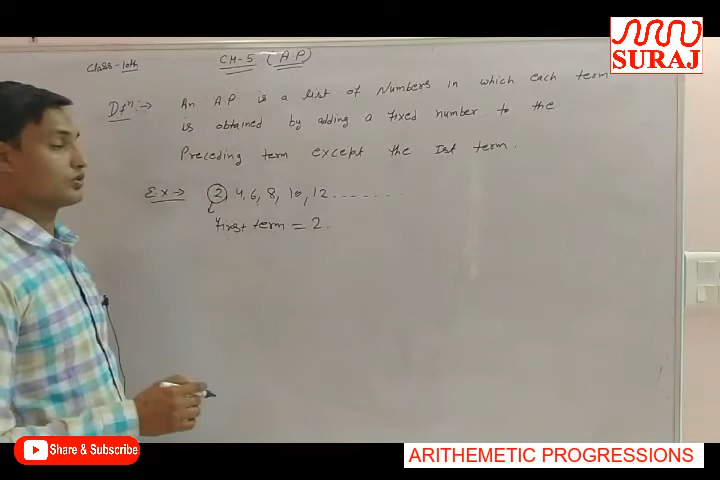 SURAJ
Class-10th CH-5 (AP)
Dfⁿ:→ An AP is a list of Numbers in which each term
is obtained by adding a fixed number to the
Preceding term except the Ist term.
Ex→ 2, 4, 6, 8, 10, 12.......
First term = 2.
Share & Subscribe
ARITHEMETIC PROGRESSIONS